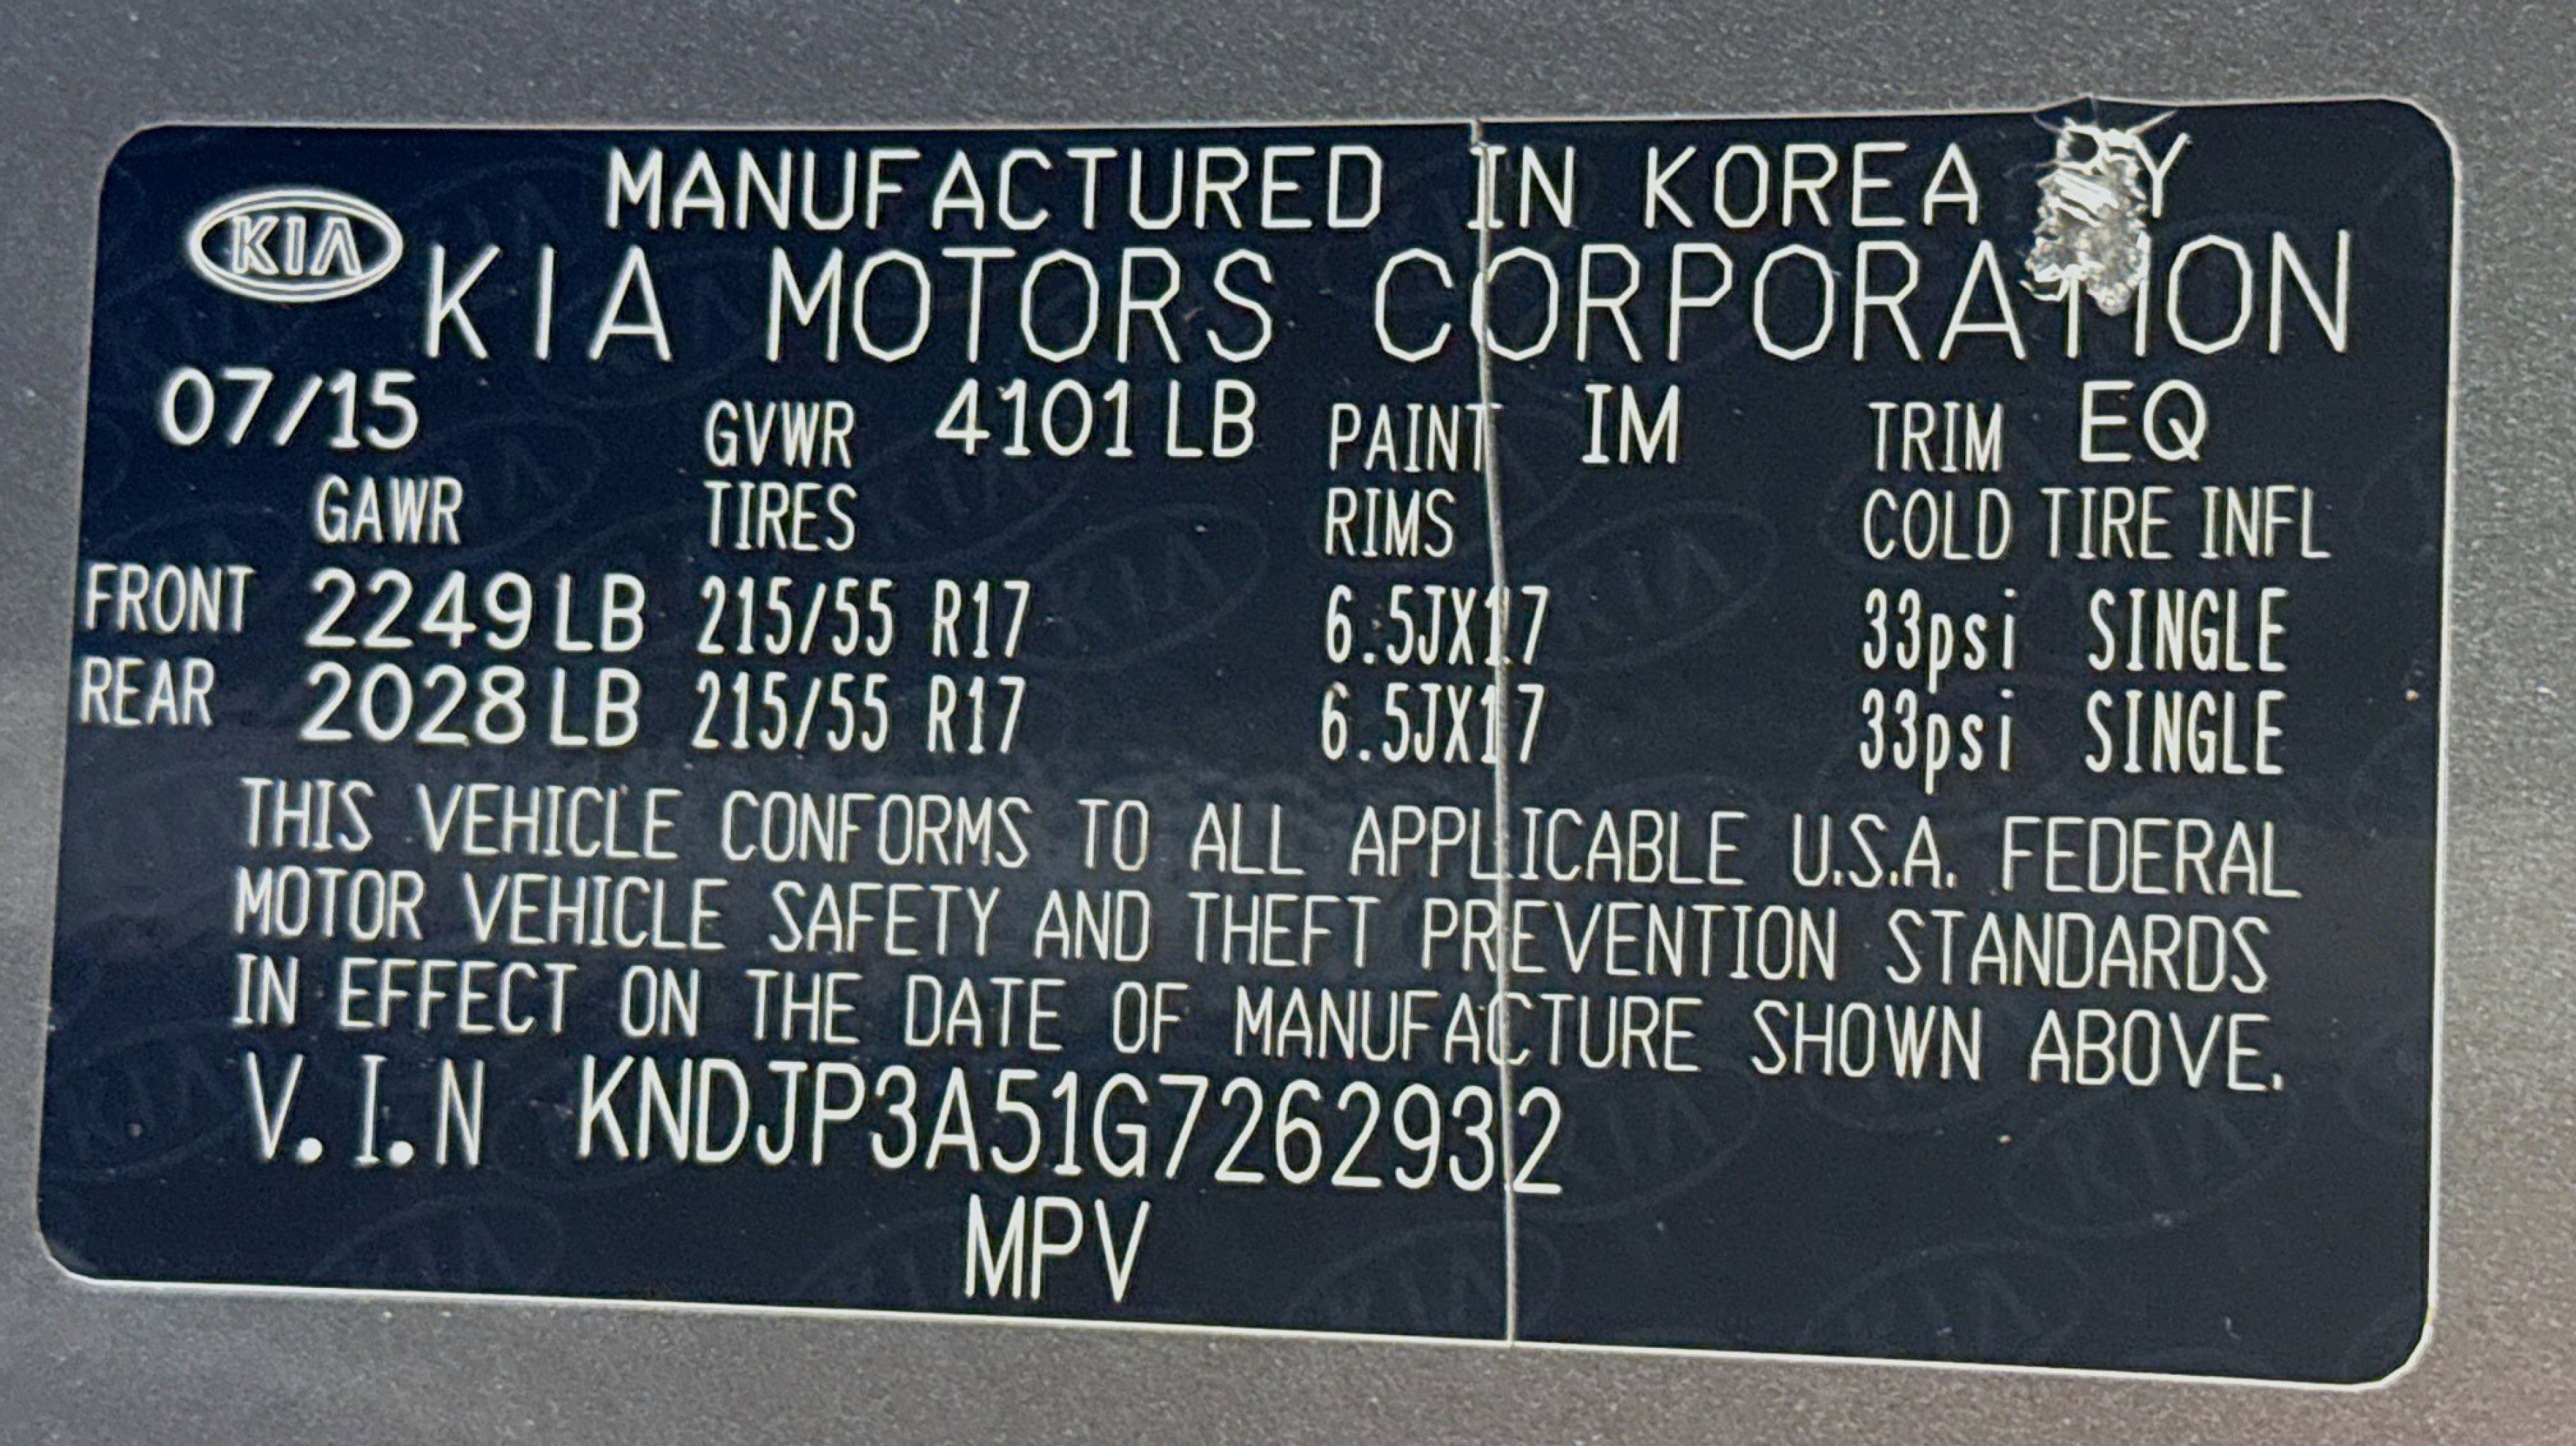 MANUFACTURED IN KOREA
KIA KIA MOTORS CORPORATION
07/15 GVWR 4101 LB PAINT IM TRIM EQ
GAWR TIRES RIMS COLD TIRE INFL
FRONT 2249 LB 215/55 R17 6.5JX17 33psi SINGLE
REAR 2028 LB 215/55 R17 6.5JX17 33psi SINGLE
THIS VEHICLE CONFORMS TO ALL APPLICABLE U.S.A. FEDERAL
MOTOR VEHICLE SAFETY AND THEFT PREVENTION STANDARDS
IN EFFECT ON THE DATE OF MANUFACTURE SHOWN ABOVE.
V.I.N KNDJP3A51G7262932
MPV